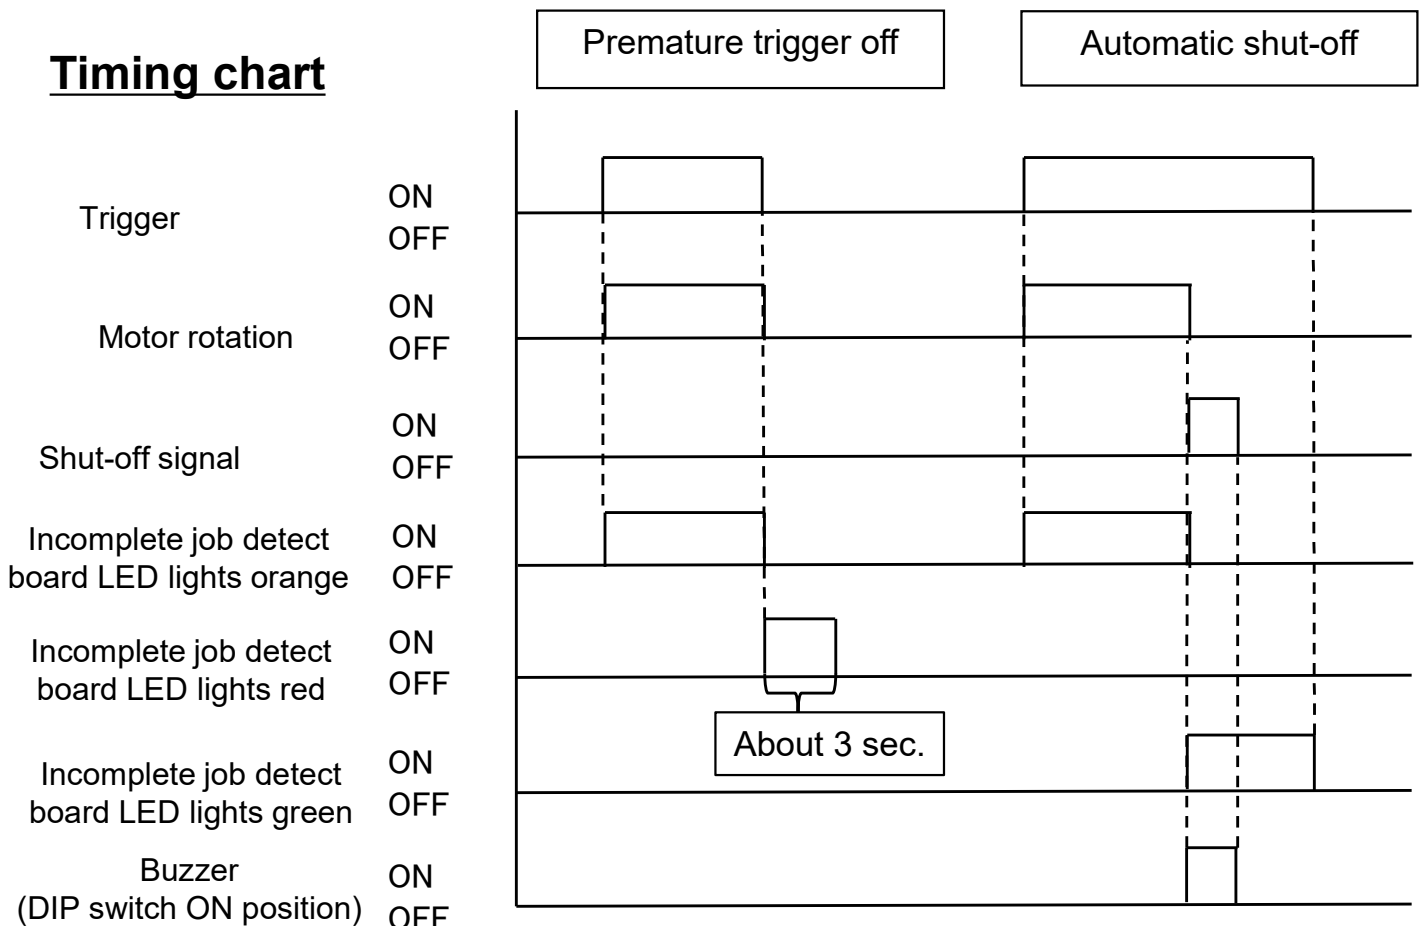 Timing chart
Premature trigger off
Automatic shut-off
Trigger
ON
OFF
Motor rotation
ON
OFF
Shut-off signal
ON
OFF
Incomplete job detect
board LED lights orange
ON
OFF
Incomplete job detect
board LED lights red
ON
OFF
About 3 sec.
Incomplete job detect
board LED lights green
ON
OFF
Buzzer
(DIP switch ON position)
ON
OFF